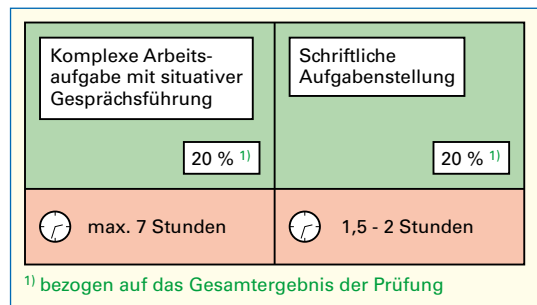 Komplexe Arbeits-
aufgabe mit situativer
Gesprächsführung
20 % 1)
max. 7 Stunden
Schriftliche
Aufgabenstellung
20 % 1)
1,5 - 2 Stunden
1) bezogen auf das Gesamtergebnis der Prüfung